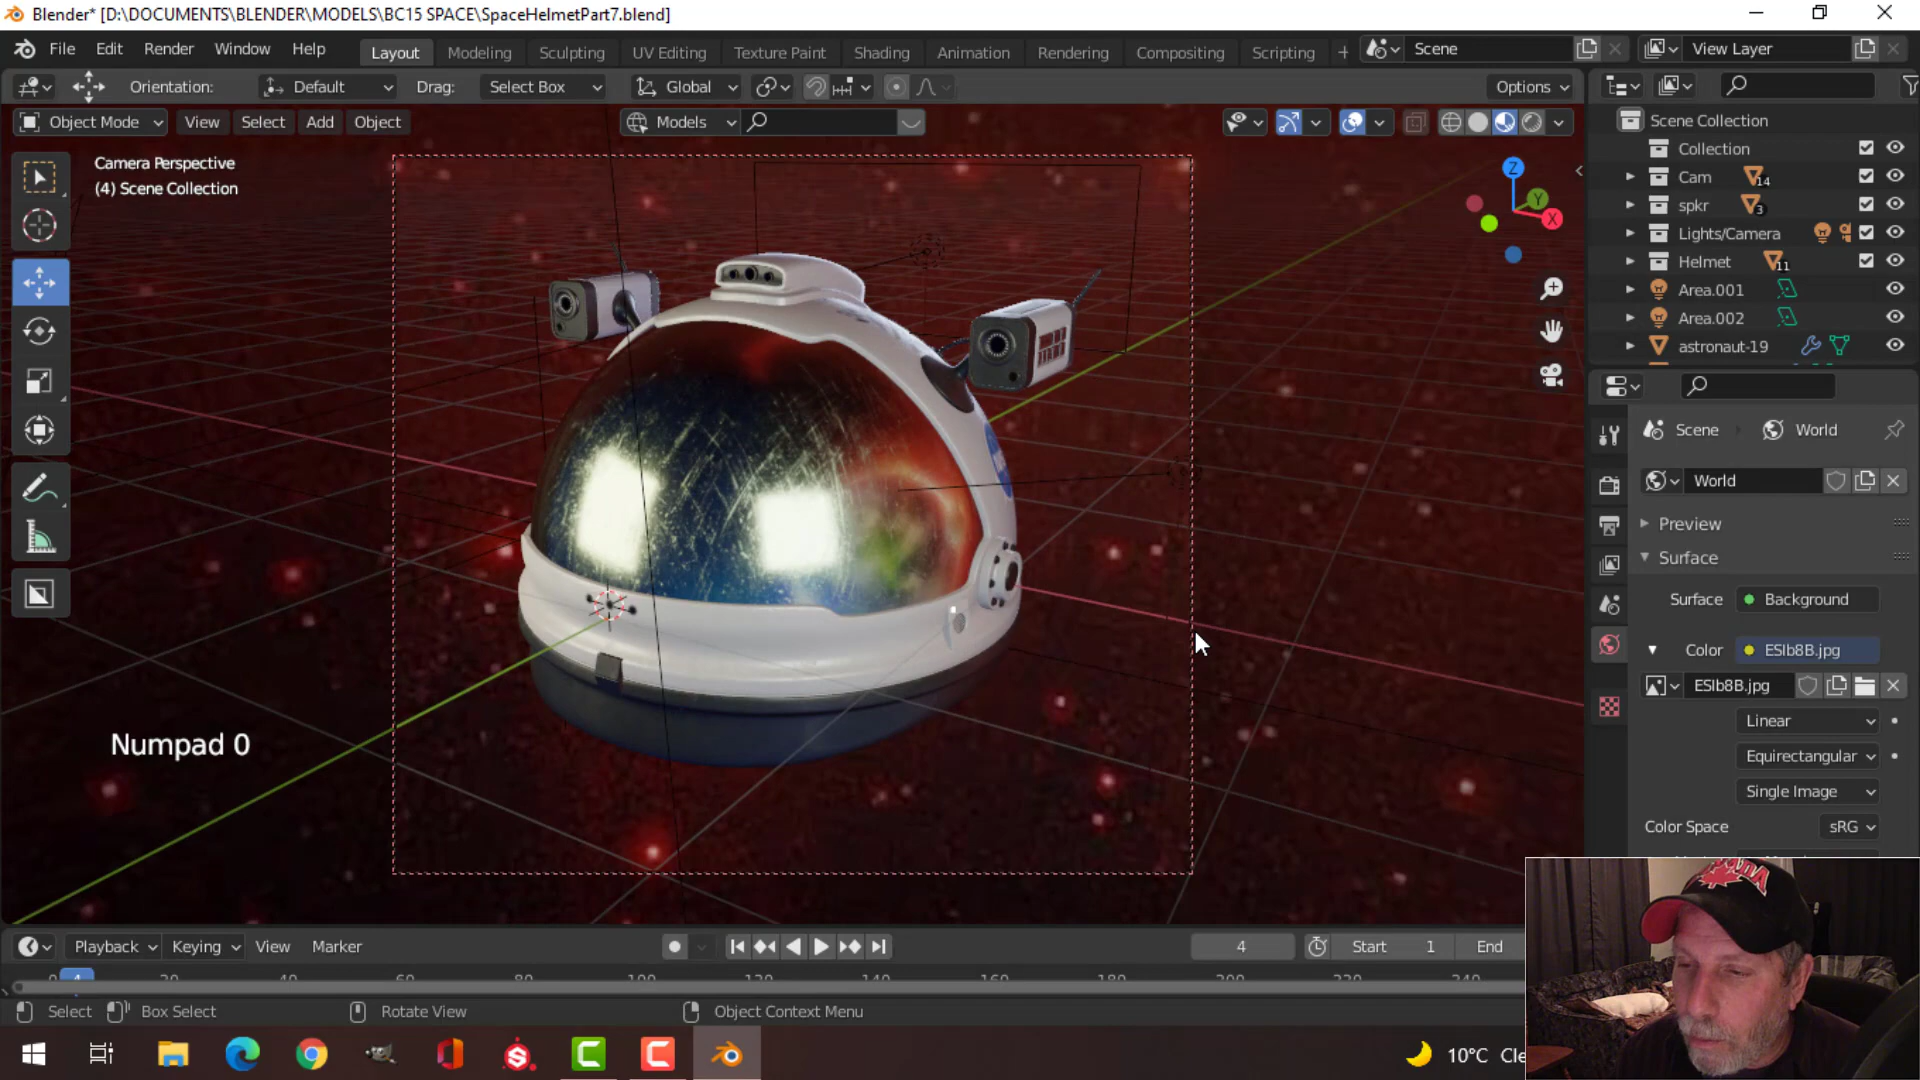 Blender* [D:\DOCUMENTS\BLENDER\MODELS\BC15 SPACE\SpaceHelmetPart7.blend]
File Edit Render Window Help Layout Modeling Sculpting UV Editing Texture Paint Shading Animation Rendering Compositing Scripting + Scene View Layer
Orientation: Default Drag: Select Box Global Options
Object Mode View Select Add Object Models
Camera Perspective
(4) Scene Collection
Z
Y
X
Scene Collection
Collection
Cam 14
spkr 3
Lights/Camera
Helmet 11
Area.001
Area.002
astronaut-19
Scene World
World
Preview
Surface
Surface Background
Color ESIb8B.jpg
ESIb8B.jpg
Linear
Equirectangular
Single Image
Color Space sRG
Numpad 0
Playback Keying View Marker 4 Start 1 End
4
Select Box Select Rotate View Object Context Menu
10°C Cle